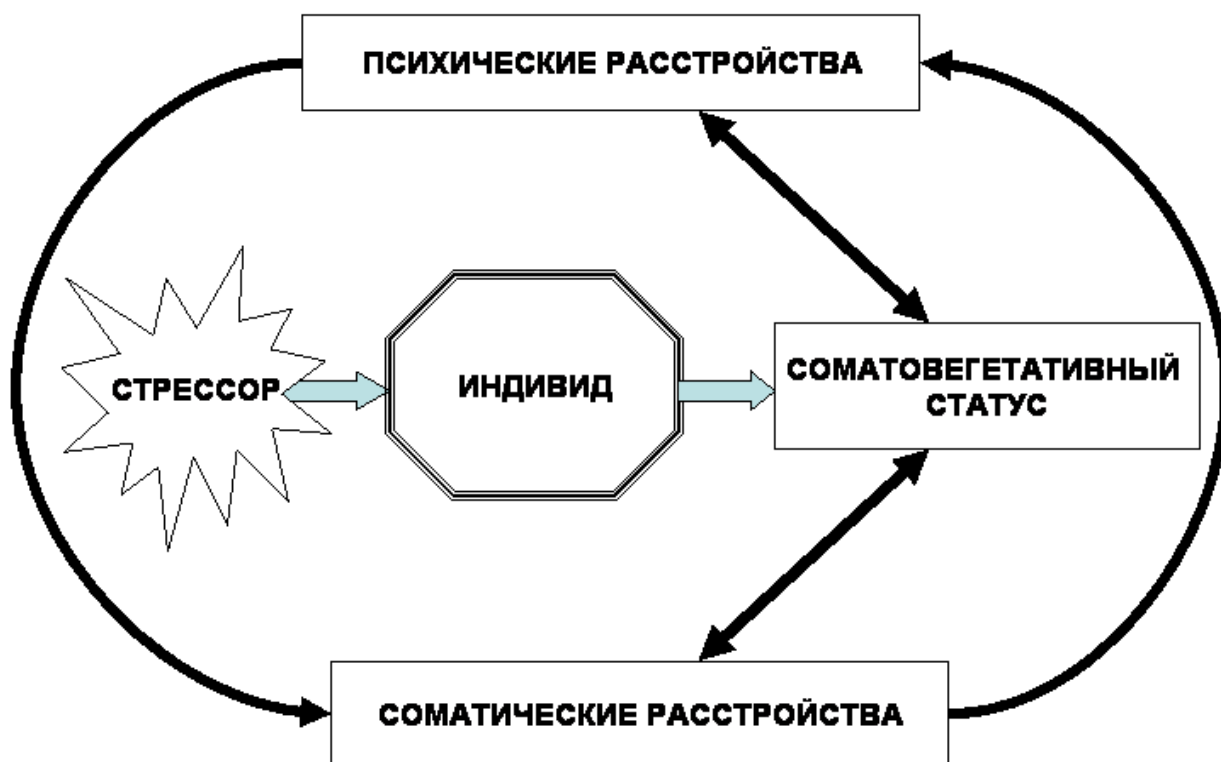 ПСИХИЧЕСКИЕ РАССТРОЙСТВА
СТРЕССОР
ИНДИВИД
СОМАТОВЕГЕТАТИВНЫЙ
СТАТУС
СОМАТИЧЕСКИЕ РАССТРОЙСТВА